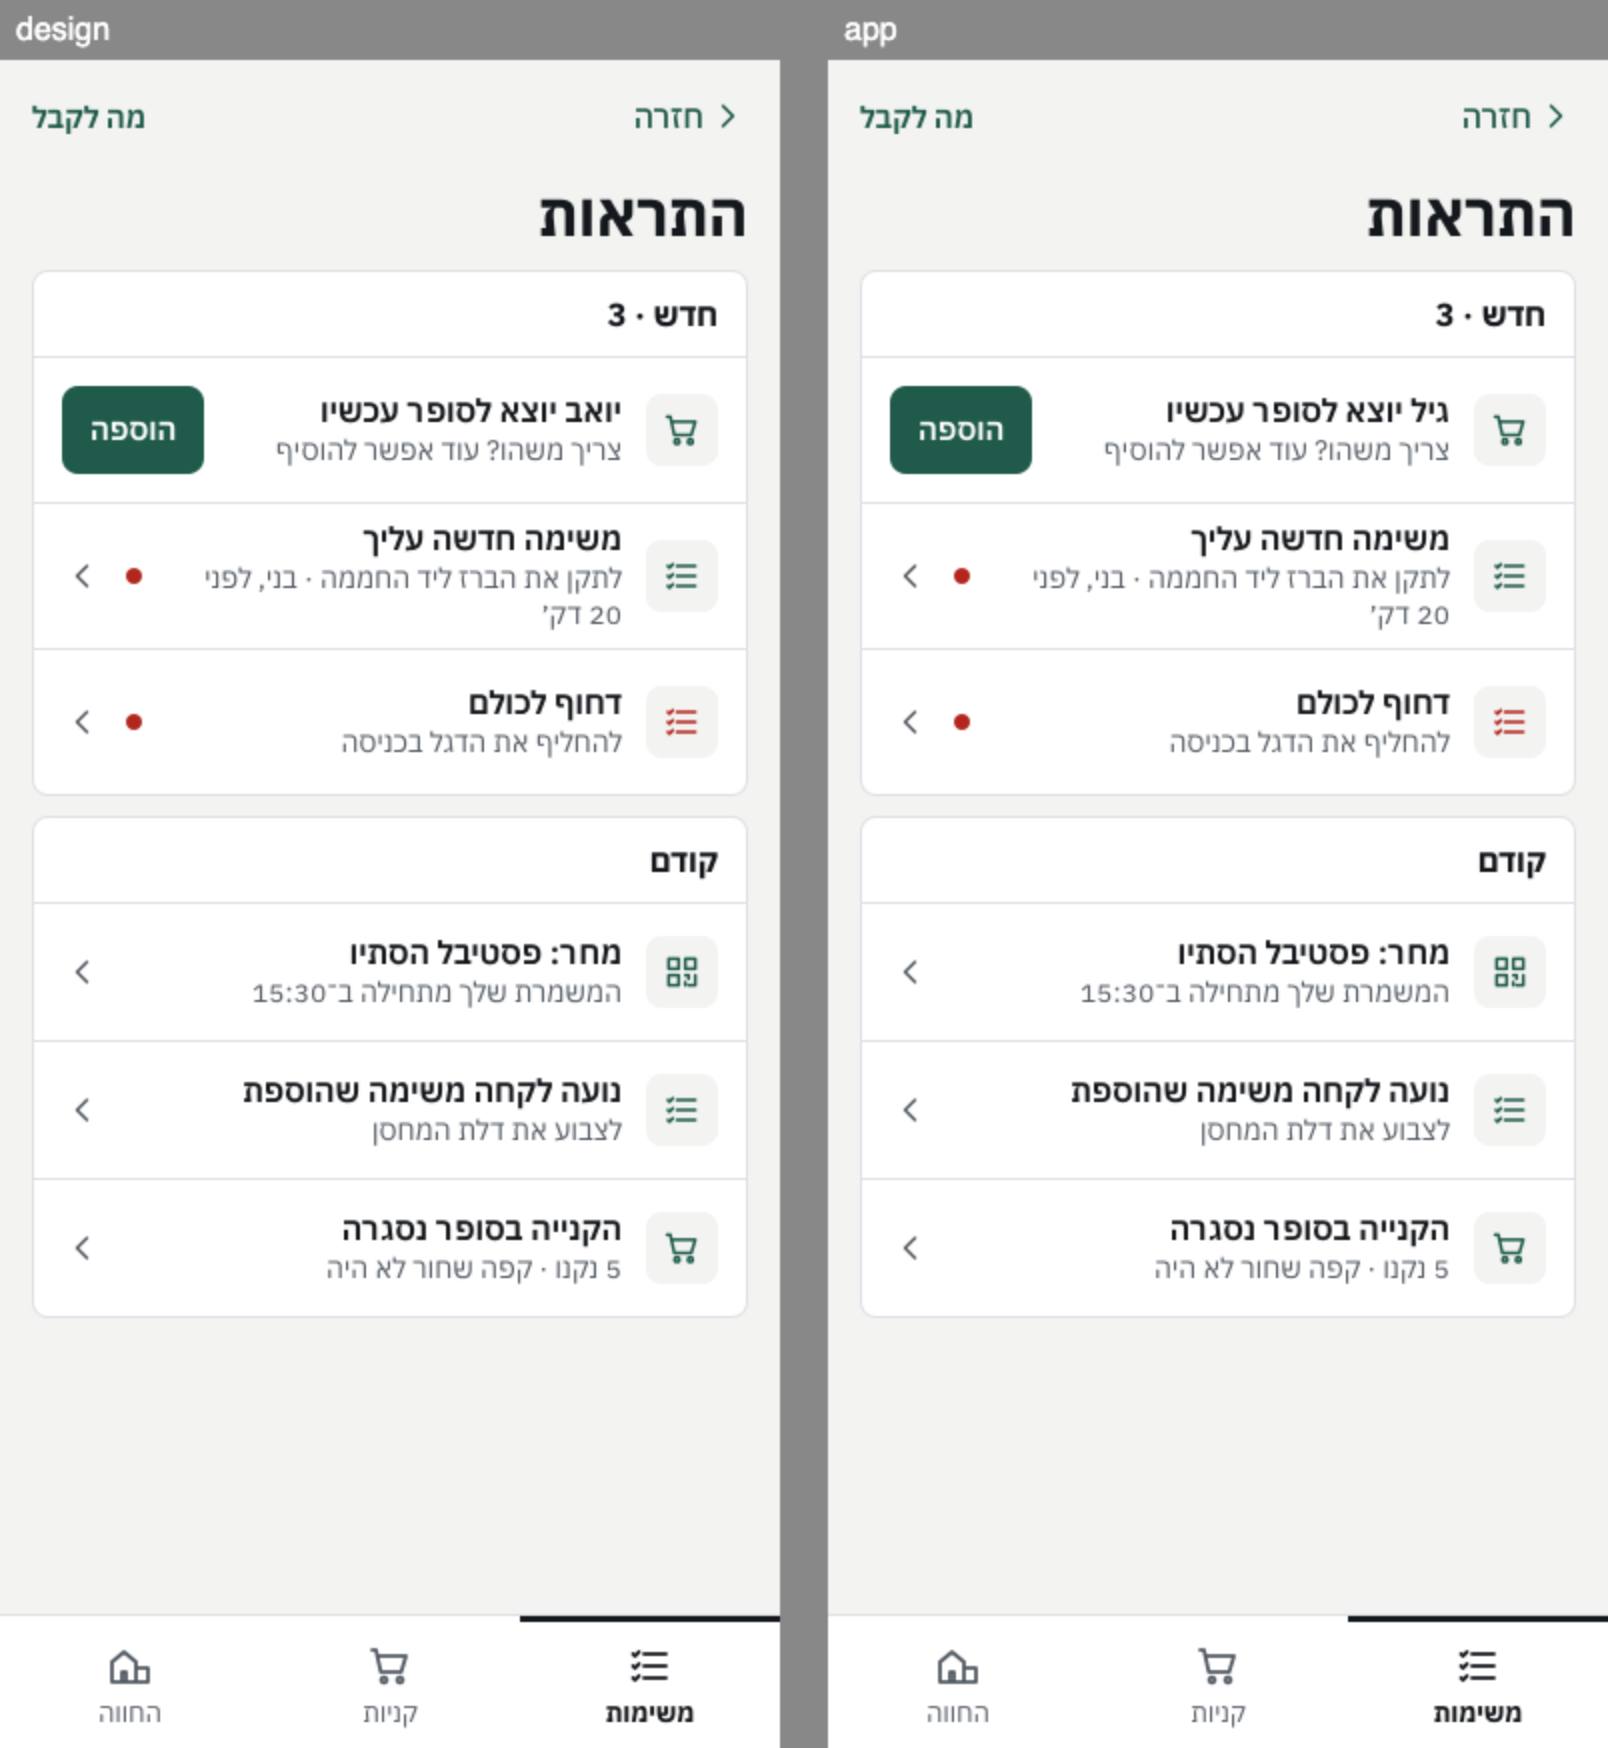 design
חזרה
מה לקבל
התראות
חדש · 3
יואב יוצא לסופר עכשיו
צריך משהו? עוד אפשר להוסיף
הוספה
משימה חדשה עליך
לתקן את הברז ליד החממה · בני, לפני
20 דק׳
דחוף לכולם
להחליף את הדגל בכניסה
קודם
מחר: פסטיבל הסתיו
המשמרת שלך מתחילה ב־15:30
נועה לקחה משימה שהוספת
לצבוע את דלת המחסן
הקנייה בסופר נסגרה
5 נקנו · קפה שחור לא היה
משימות
קניות
החווה
app
חזרה
מה לקבל
התראות
חדש · 3
גיל יוצא לסופר עכשיו
צריך משהו? עוד אפשר להוסיף
הוספה
משימה חדשה עליך
לתקן את הברז ליד החממה · בני, לפני
20 דק׳
דחוף לכולם
להחליף את הדגל בכניסה
קודם
מחר: פסטיבל הסתיו
המשמרת שלך מתחילה ב־15:30
נועה לקחה משימה שהוספת
לצבוע את דלת המחסן
הקנייה בסופר נסגרה
5 נקנו · קפה שחור לא היה
משימות
קניות
החווה